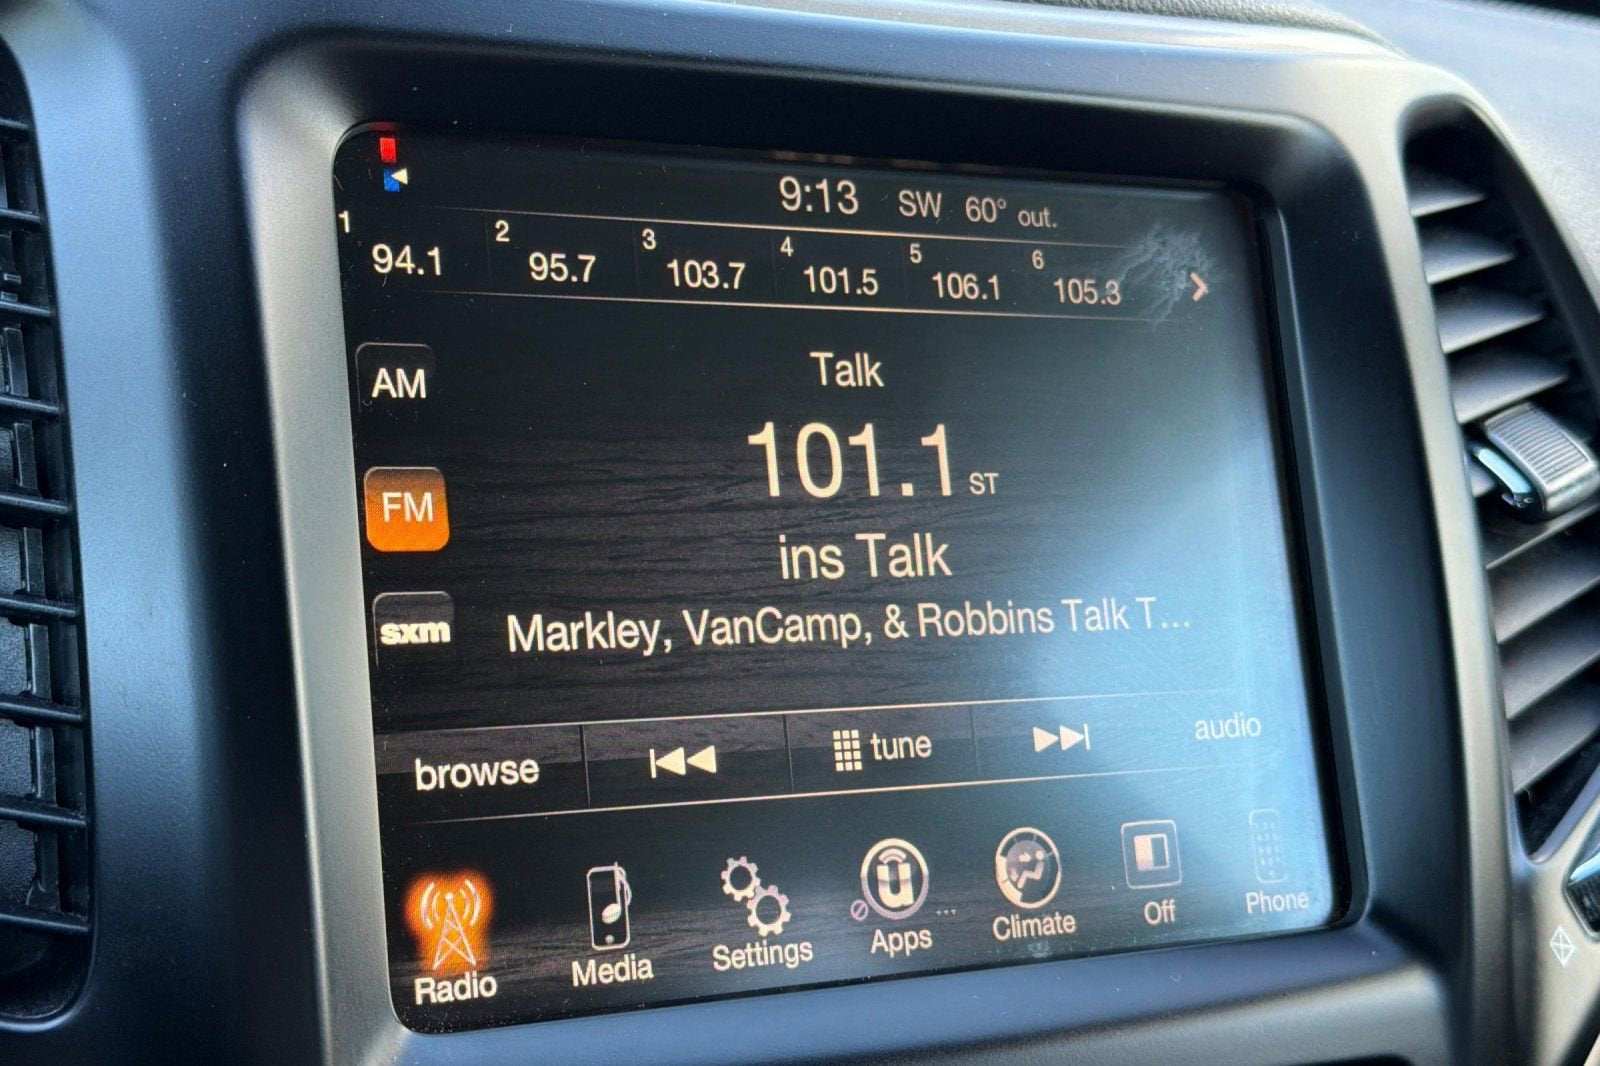 9:13 SW 60° out.
1 94.1 2 95.7 3 103.7 4 101.5 5 106.1 6 105.3
Talk
AM
101.1 ST
FM
ins Talk
sxm
Markley, VanCamp, & Robbins Talk T...
browse tune audio
Radio Media Settings Apps Climate Off Phone